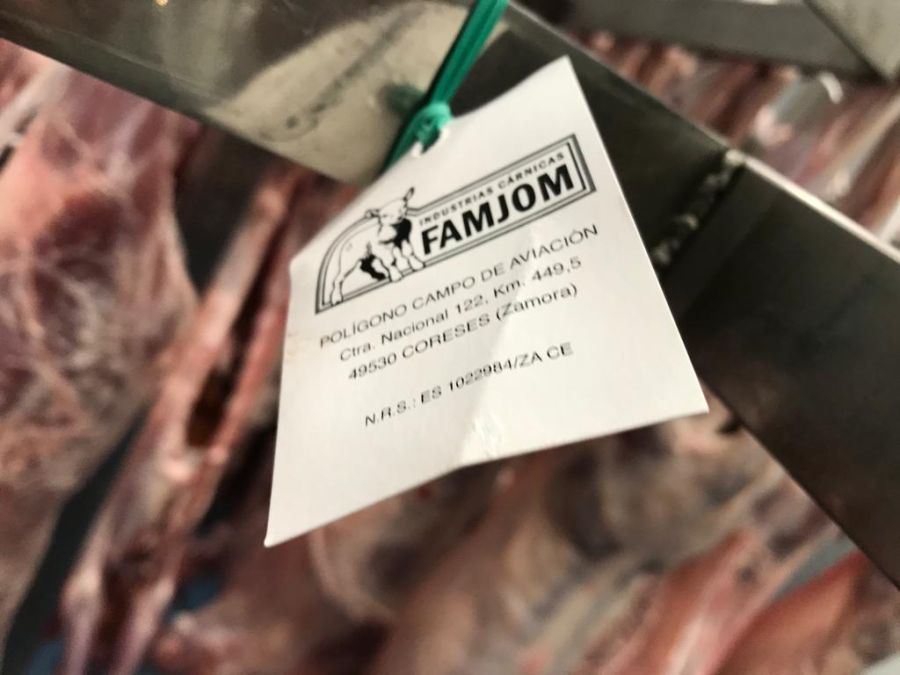 INDUSTRIAS CÁRNICAS
FAMJOM
POLÍGONO CAMPO DE AVIACIÓN
Ctra. Nacional 122, Km. 449,5
49530 CORESES (Zamora)
N.R.S.: ES 1022984/ZA CE